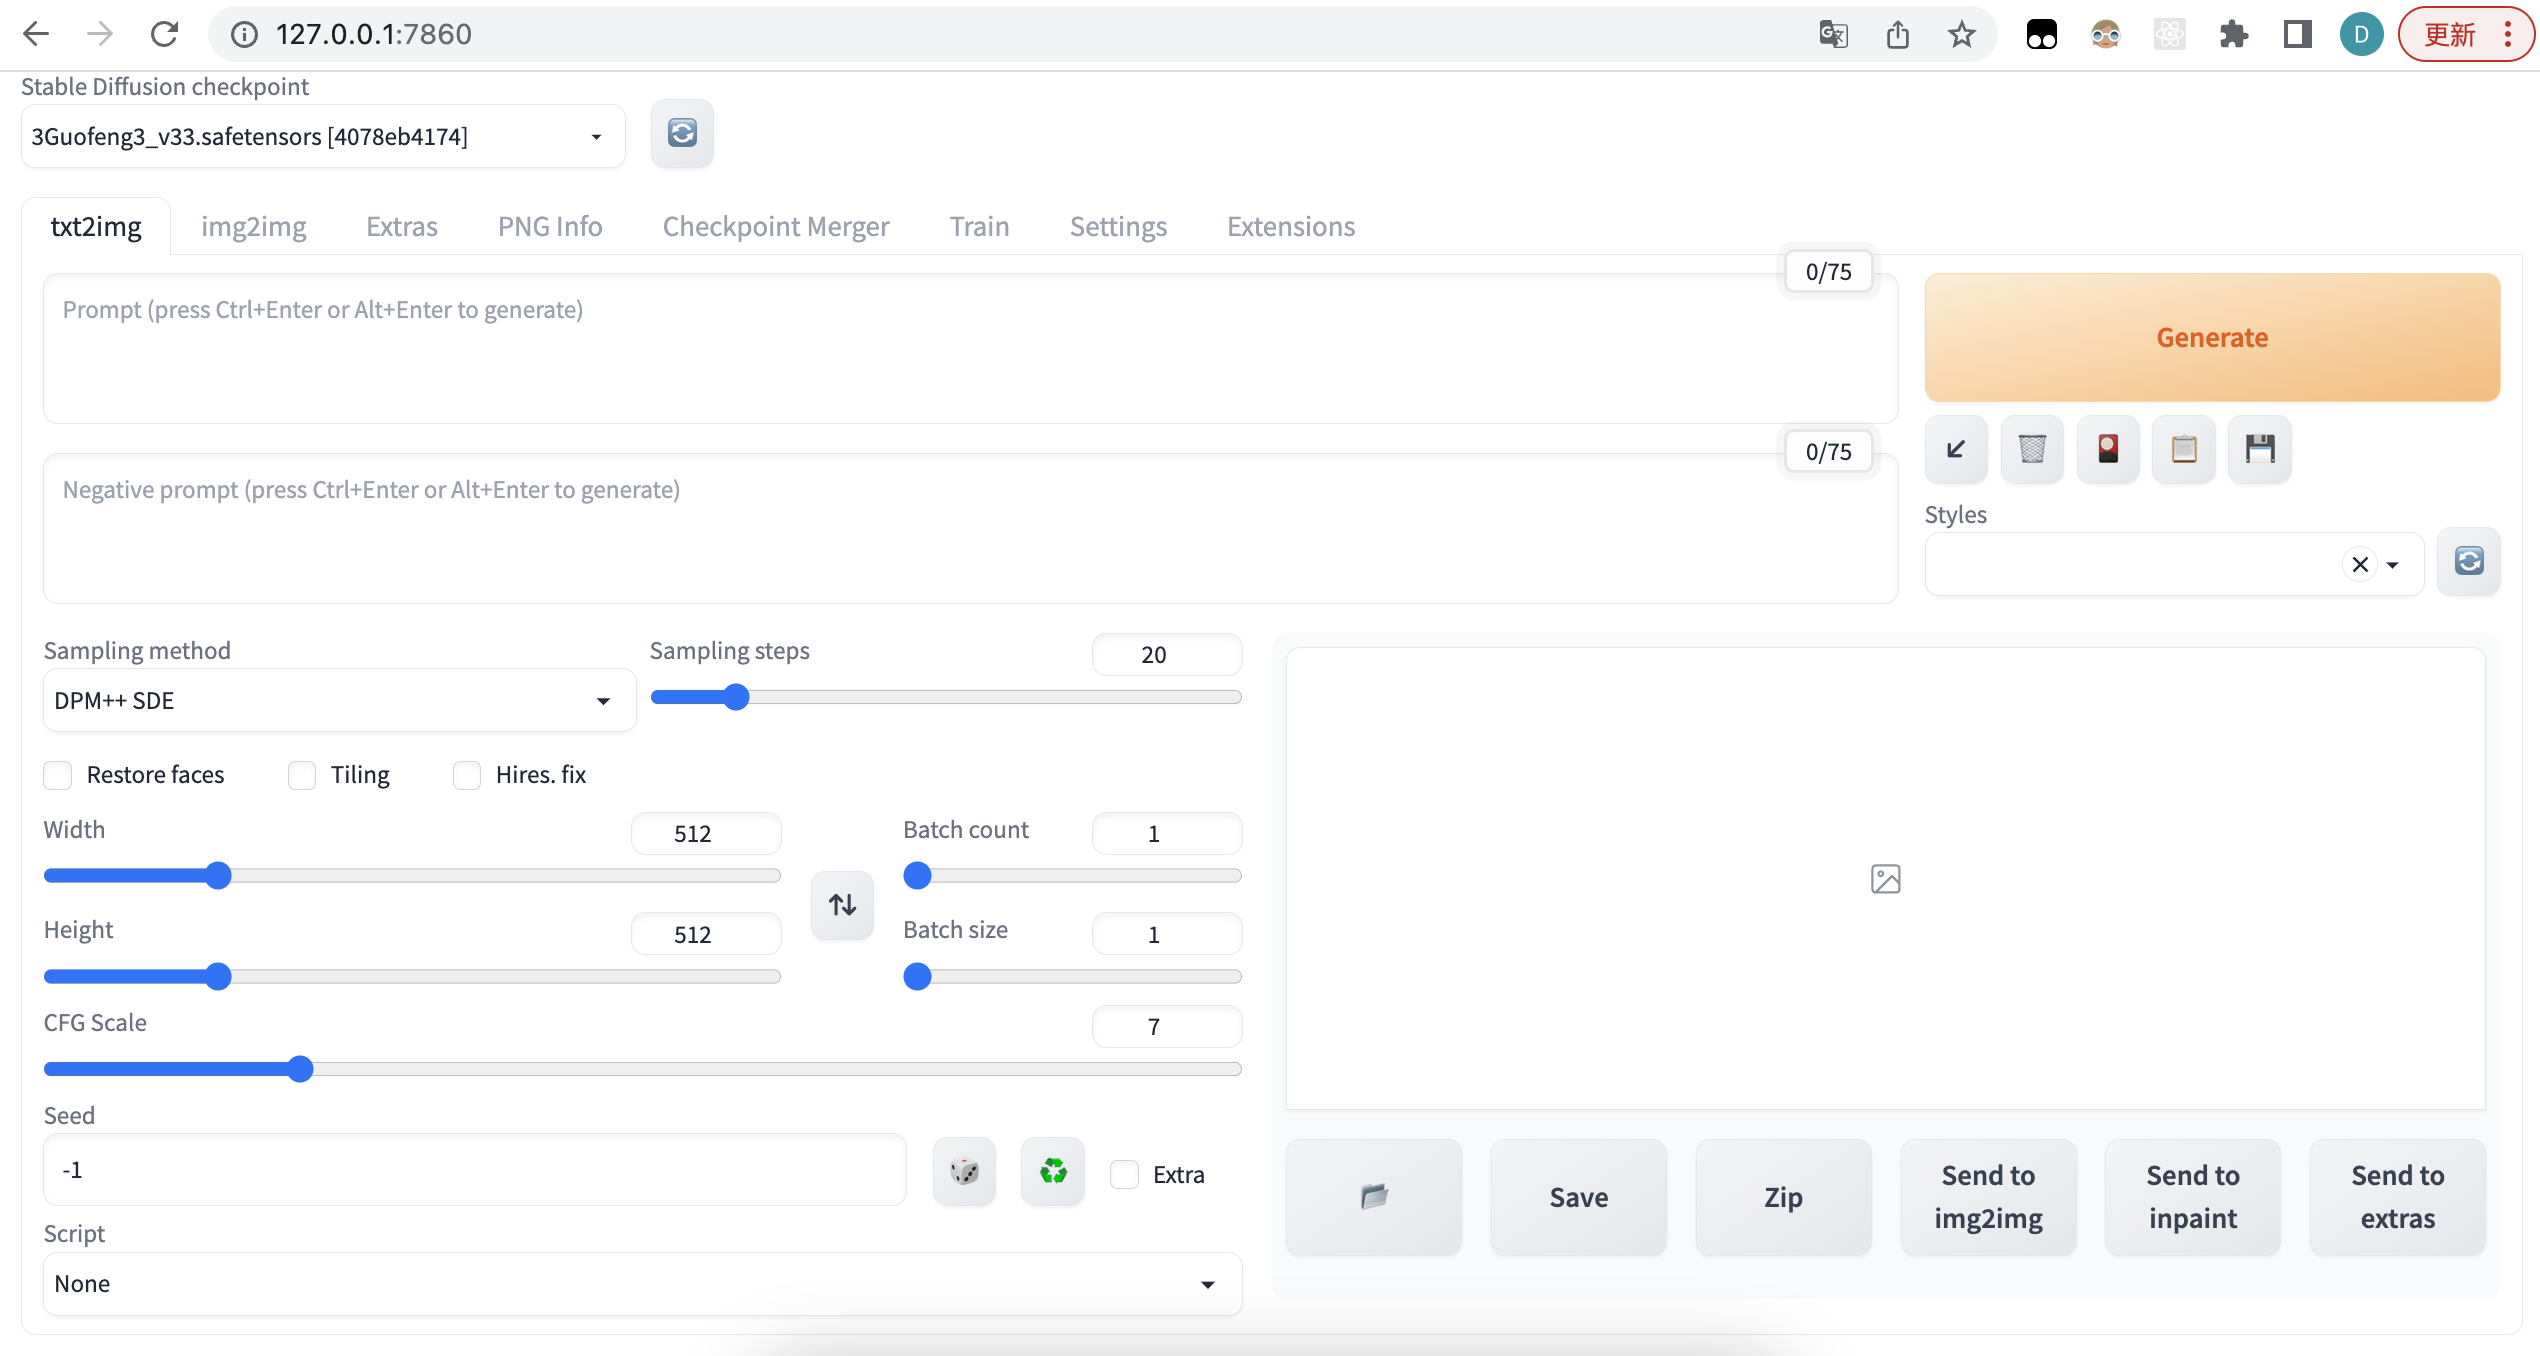 127.0.0.1:7860
D
更新
Stable Diffusion checkpoint
3Guofeng3_v33.safetensors [4078eb4174]
txt2img
img2img
Extras
PNG Info
Checkpoint Merger
Train
Settings
Extensions
0/75
Prompt (press Ctrl+Enter or Alt+Enter to generate)
Generate
0/75
Negative prompt (press Ctrl+Enter or Alt+Enter to generate)
Styles
Sampling method
DPM++ SDE
Sampling steps
20
Restore faces
Tiling
Hires. fix
Width
512
Batch count
1
Height
512
Batch size
1
CFG Scale
7
Seed
-1
Extra
Script
None
Save
Zip
Send to
img2img
Send to
inpaint
Send to
extras